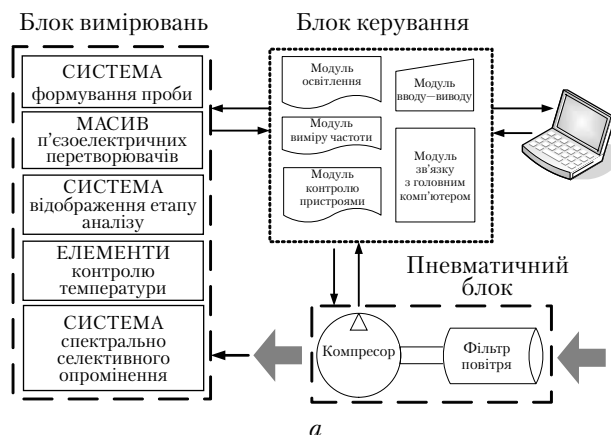 Блок вимірювань
СИСТЕМА
формування проби
МАСИВ
п'єзоелектричних
перетворювачів
СИСТЕМА
відображення етапу
аналізу
ЕЛЕМЕНТИ
контролю
температури
СИСТЕМА
спектрально
селективного
опромінення
Блок керування
Модуль
освітлення
Модуль
виміру частоти
Модуль
контролю
пристроями
Модуль
вводу—виводу
Модуль
зв'язку
з головним
комп'ютером
Пневматичний
блок
Компресор
Фільтр
повітря
а